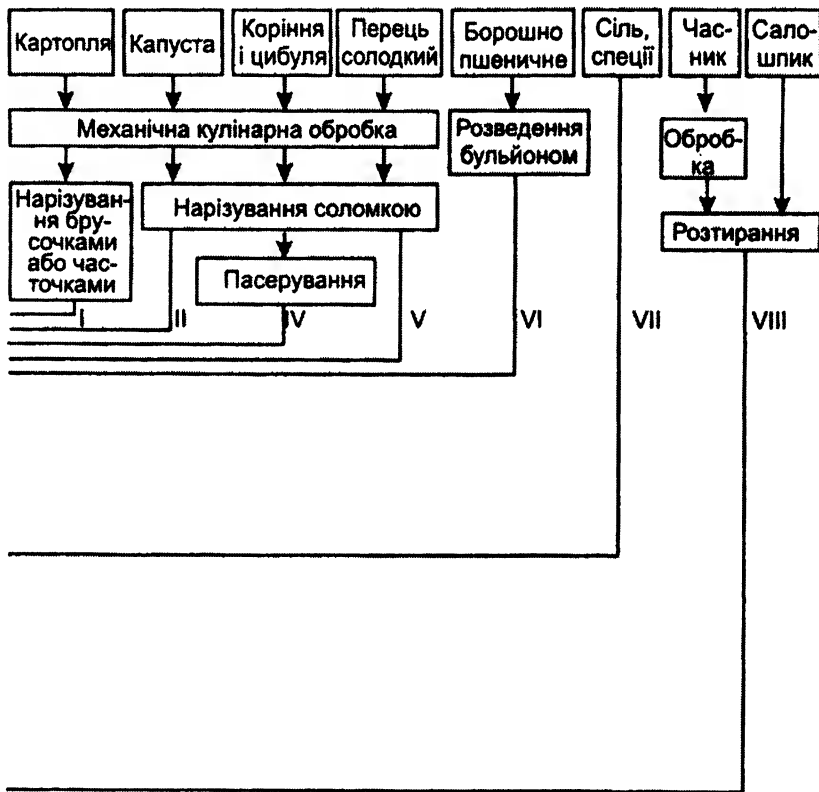 Картопля
Капуста
Коріння
і цибуля
Перець
солодкий
Борошно
пшеничне
Сіль,
спеції
Час-
ник
Сало-
шпик
Механічна кулінарна обробка
Розведення
бульйоном
Оброб-
ка
Нарізуван-
ня бру-
сочками
або час-
точками
Нарізування соломкою
Розтирання
Пасерування
I
II
IV
V
VI
VII
VIII